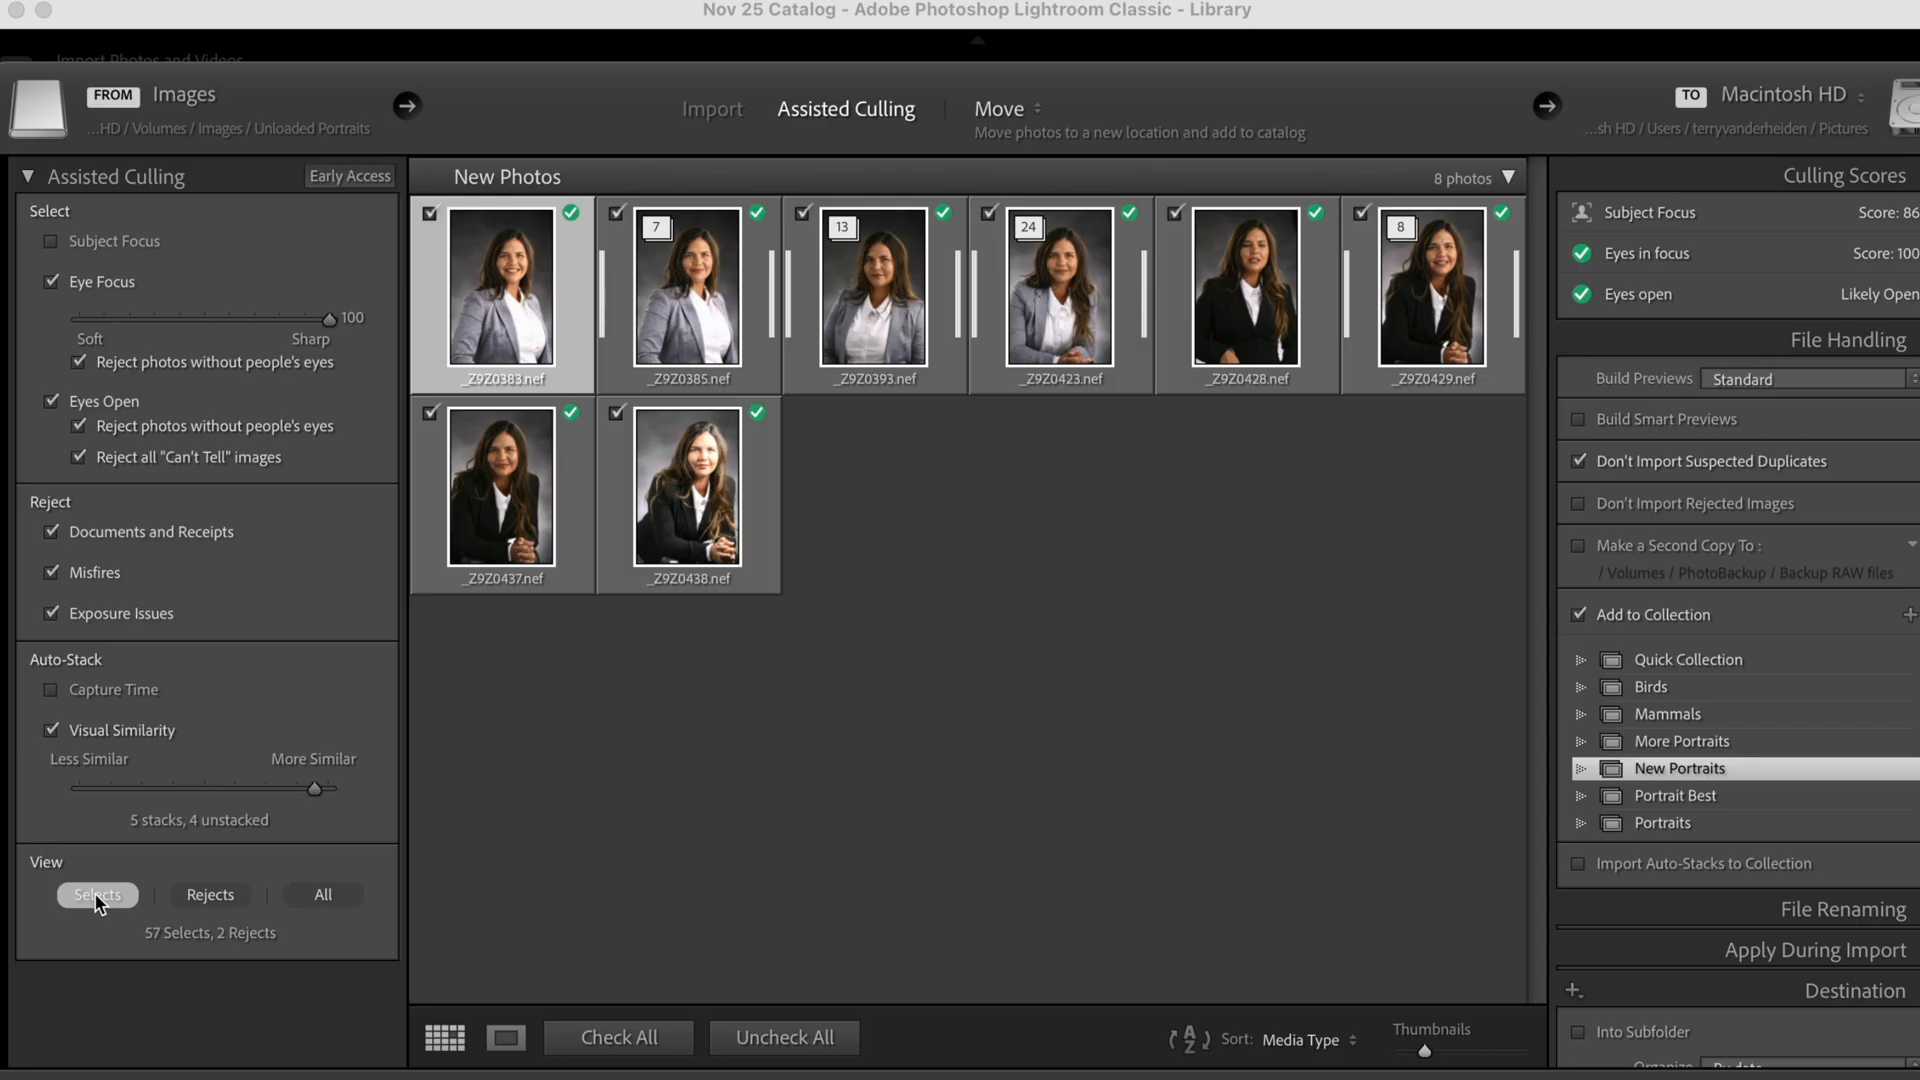 Nov 25 Catalog - Adobe Photoshop Lightroom Classic - Library
Import Photos and Videos
FROM Images
...HD / Volumes / Images / Unloaded Portraits
Import Assisted Culling Move
Move photos to a new location and add to catalog
TO Macintosh HD
...sh HD / Users / terryvanderheiden / Pictures
Assisted Culling Early Access
Select
Subject Focus
Eye Focus
100
Soft Sharp
Reject photos without people's eyes
Eyes Open
Reject photos without people's eyes
Reject all "Can't Tell" images
Reject
Documents and Receipts
Misfires
Exposure Issues
Auto-Stack
Capture Time
Visual Similarity
Less Similar More Similar
5 stacks, 4 unstacked
View
Selects Rejects All
57 Selects, 2 Rejects
New Photos 8 photos
7 13 24 8
_Z9Z0383.nef _Z9Z0385.nef _Z9Z0393.nef _Z9Z0423.nef _Z9Z0428.nef _Z9Z0429.nef
_Z9Z0437.nef _Z9Z0438.nef
Check All Uncheck All
AZ Sort: Media Type Thumbnails
Culling Scores
Subject Focus Score: 86
Eyes in focus Score: 100
Eyes open Likely Open
File Handling
Build Previews Standard
Build Smart Previews
Don't Import Suspected Duplicates
Don't Import Rejected Images
Make a Second Copy To :
/ Volumes / PhotoBackup / Backup RAW files
Add to Collection
Quick Collection
Birds
Mammals
More Portraits
New Portraits
Portrait Best
Portraits
Import Auto-Stacks to Collection
File Renaming
Apply During Import
Destination
Into Subfolder
Organize By date